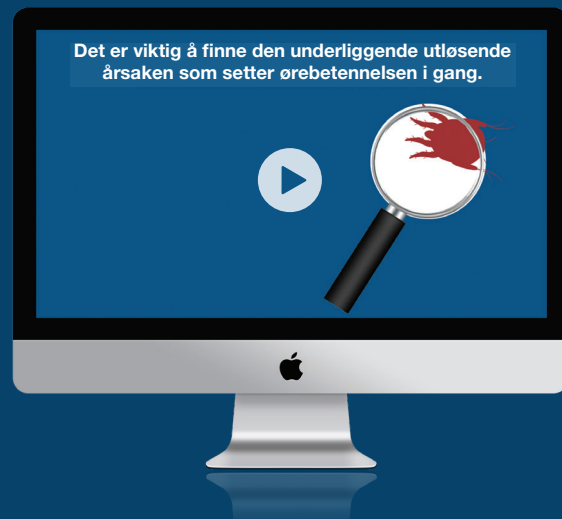 Det er viktig å finne den underliggende utløsende
årsaken som setter ørebetennelsen i gang.